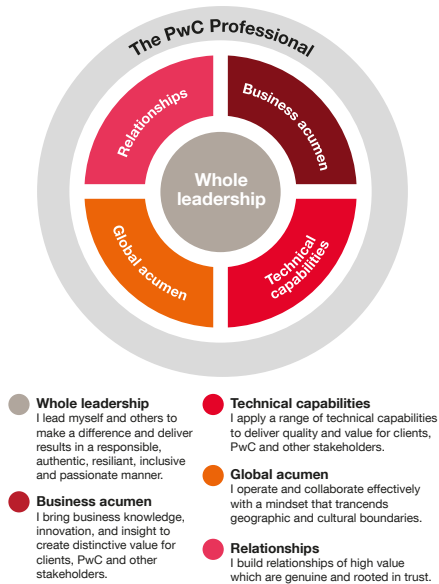 The PwC Professional
Relationships
Business acumen
Whole
leadership
Global acumen
Technical
capabilities
Whole leadership
I lead myself and others to
make a difference and deliver
results in a responsible,
authentic, resiliant, inclusive
and passionate manner.
Business acumen
I bring business knowledge,
innovation, and insight to
create distinctive value for
clients, PwC and other
stakeholders.
Technical capabilities
I apply a range of technical capabilities
to deliver quality and value for clients,
PwC and other stakeholders.
Global acumen
I operate and collaborate effectively
with a mindset that trancends
geographic and cultural boundaries.
Relationships
I build relationships of high value
which are genuine and rooted in trust.